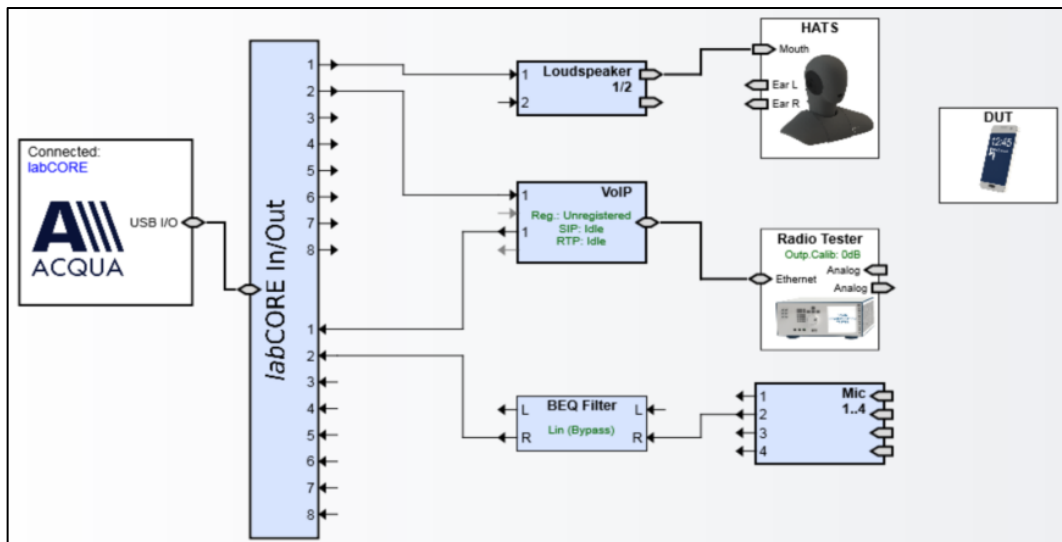 Connected:
labCORE
ACQUA
USB I/O
labCORE In/Out
1
2
3
4
5
6
7
8
1
2
3
4
5
6
7
8
Loudspeaker
1/2
1
2
HATS
Mouth
Ear L
Ear R
DUT
12:45
VoIP
1
Reg.: Unregistered
SIP: Idle
1
RTP: Idle
Radio Tester
Outp.Calib: 0dB
Analog
Ethernet
Analog
BEQ Filter
L
L
Lin (Bypass)
R
R
Mic
1..4
1
2
3
4